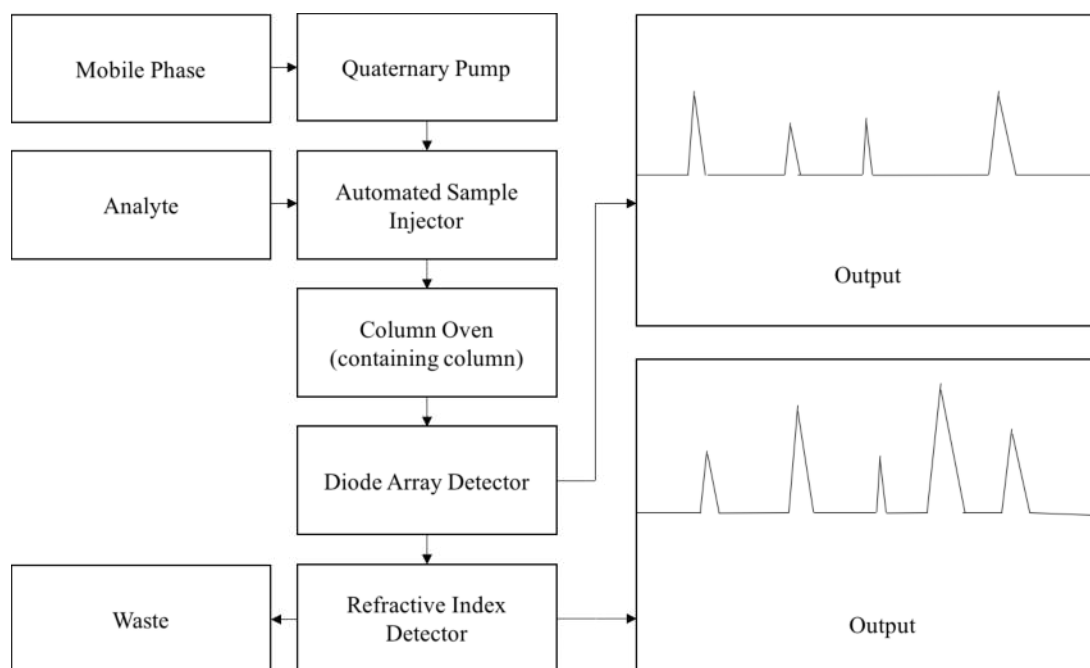 Mobile Phase
Quaternary Pump
Analyte
Automated Sample
Injector
Output
Column Oven
(containing column)
Diode Array Detector
Waste
Refractive Index
Detector
Output